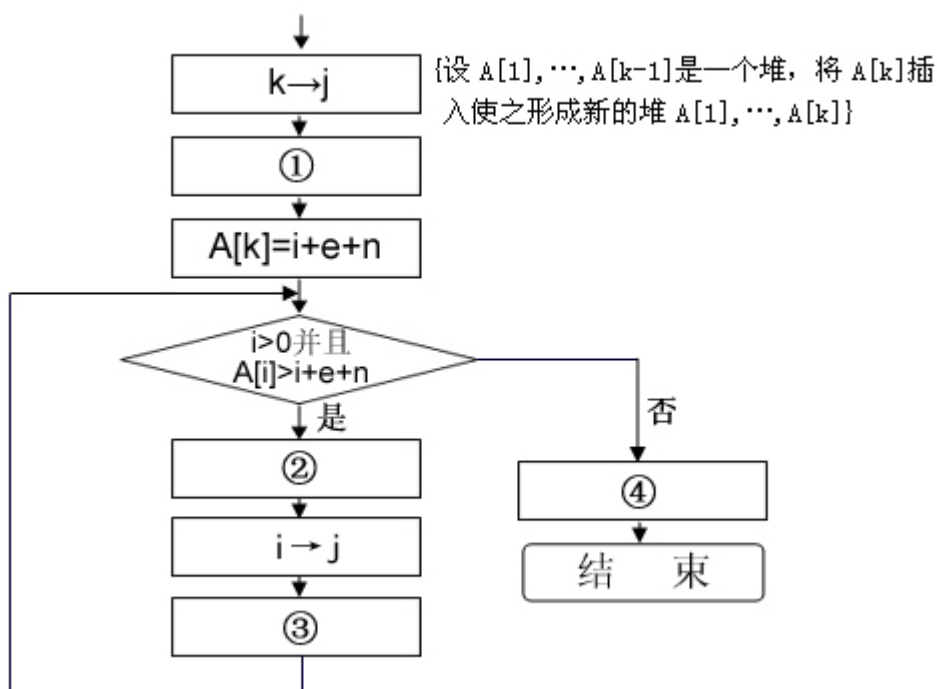 k→j
{设 A[1],…,A[k-1]是一个堆，将 A[k]插
入使之形成新的堆 A[1],…,A[k]}
①
A[k]=i+e+n
i>0并且
A[i]>i+e+n
是
否
②
④
i→j
结 束
③